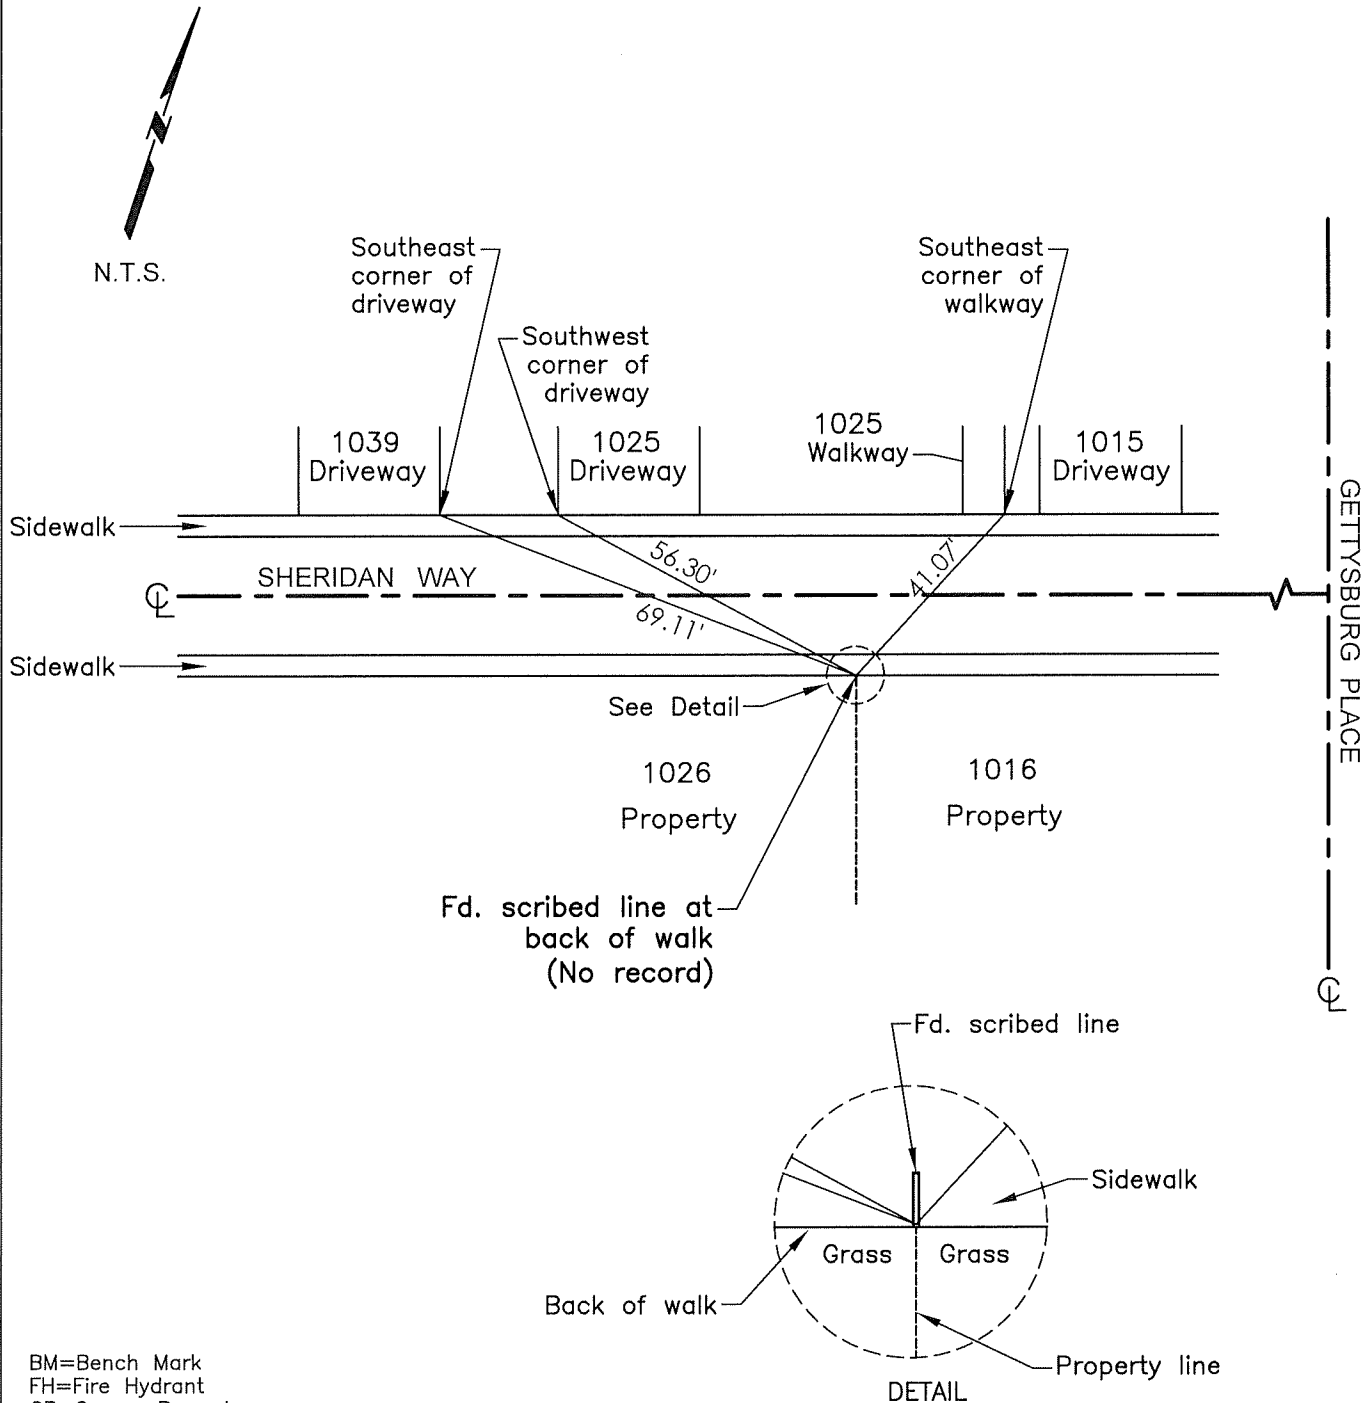 N
N.T.S.
Southeast
corner of
driveway
Southwest
corner of
driveway
Southeast
corner of
walkway
1039
Driveway
1025
Driveway
1025
Walkway
1015
Driveway
Sidewalk
56.30'
41.07'
SHERIDAN WAY
CL
69.11'
Sidewalk
GETTYSBURG PLACE
See Detail
1026
Property
1016
Property
Fd. scribed line at
back of walk
(No record)
CL
Fd. scribed line
Sidewalk
Grass
Grass
Back of walk
Property line
DETAIL
BM=Bench Mark
FH=Fire Hydrant